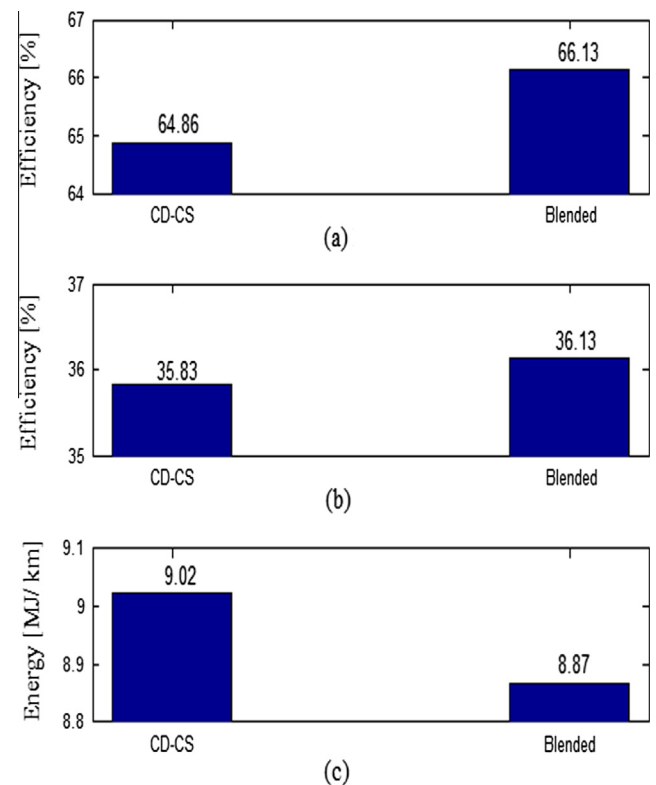 Efficiency [%]
67
66
65
64
64.86
66.13
CD-CS
Blended
(a)
Efficiency [%]
37
36
35
35.83
36.13
CD-CS
Blended
(b)
Energy [MJ/ km]
9.1
9
8.9
8.8
9.02
8.87
CD-CS
Blended
(c)